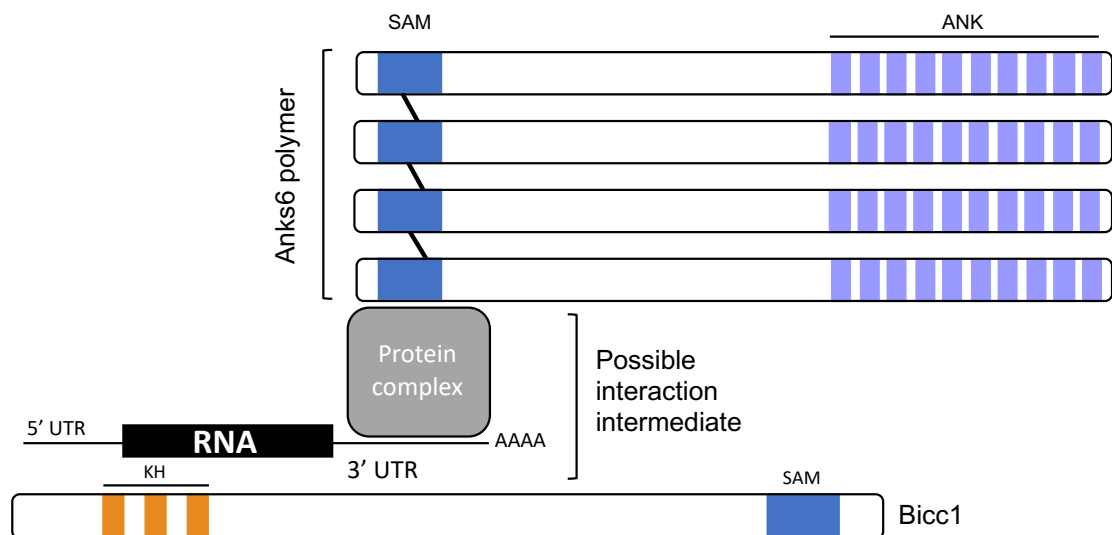 SAM
ANK
Anks6 polymer
Protein
complex
Possible
interaction
intermediate
5’ UTR
RNA
AAAA
3’ UTR
KH
SAM
Bicc1